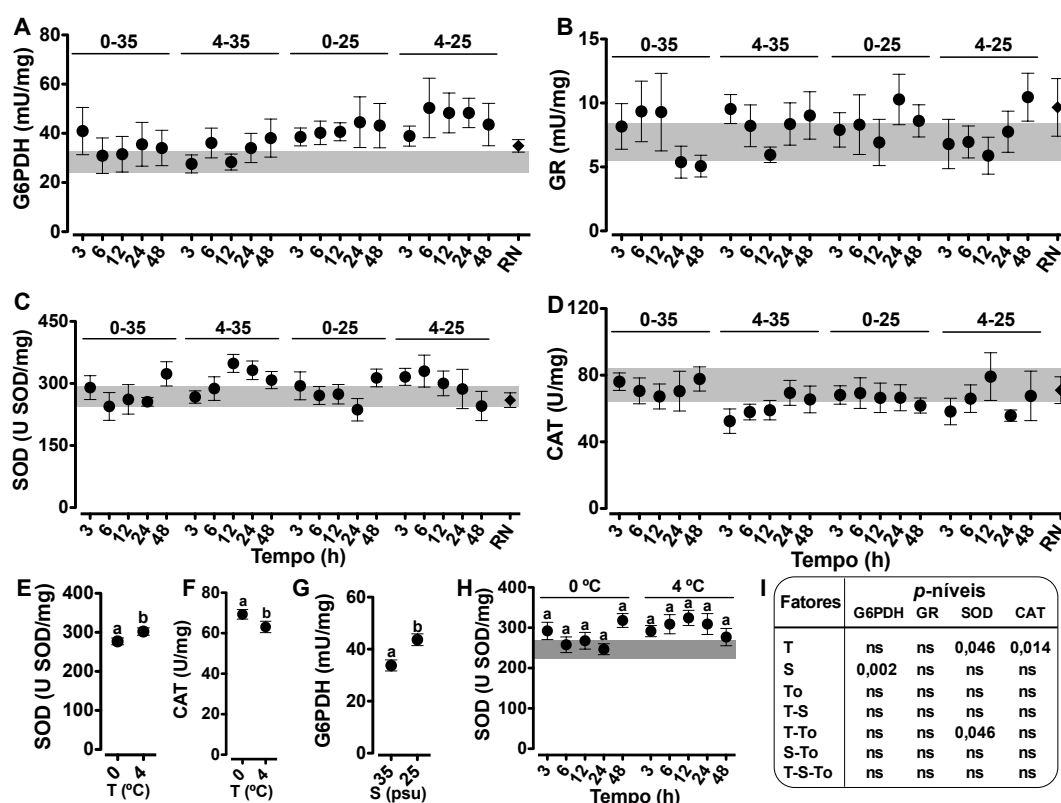 A
0-35 4-35 0-25 4-25
G6PDH (mU/mg)
80
60
40
20
0
3 6 12 24 48 3 6 12 24 48 3 6 12 24 48 3 6 12 24 48 RN
B
0-35 4-35 0-25 4-25
GR (mU/mg)
15
10
5
0
3 6 12 24 48 3 6 12 24 48 3 6 12 24 48 3 6 12 24 48 RN
C
0-35 4-35 0-25 4-25
SOD (U SOD/mg)
450
300
150
0
3 6 12 24 48 3 6 12 24 48 3 6 12 24 48 3 6 12 24 48 RN
Tempo (h)
D
0-35 4-35 0-25 4-25
CAT (U/mg)
120
80
40
0
3 6 12 24 48 3 6 12 24 48 3 6 12 24 48 3 6 12 24 48 RN
Tempo (h)
E
SOD (U SOD/mg)
400
300
200
100
0
a b
0 4
T (ºC)
F
CAT (U/mg)
80
60
40
20
0
a b
0 4
T (ºC)
G
G6PDH (mU/mg)
60
40
20
0
a b
35 25
S (psu)
H
0 ºC 4 ºC
SOD (U SOD/mg)
400
300
200
100
0
a a a a a a a a a a
3 6 12 24 48 3 6 12 24 48
Tempo (h)
I
Fatores p-níveis
G6PDH GR SOD CAT
T ns ns 0,046 0,014
S 0,002 ns ns ns
To ns ns ns ns
T-S ns ns ns ns
T-To ns ns 0,046 ns
S-To ns ns ns ns
T-S-To ns ns ns ns